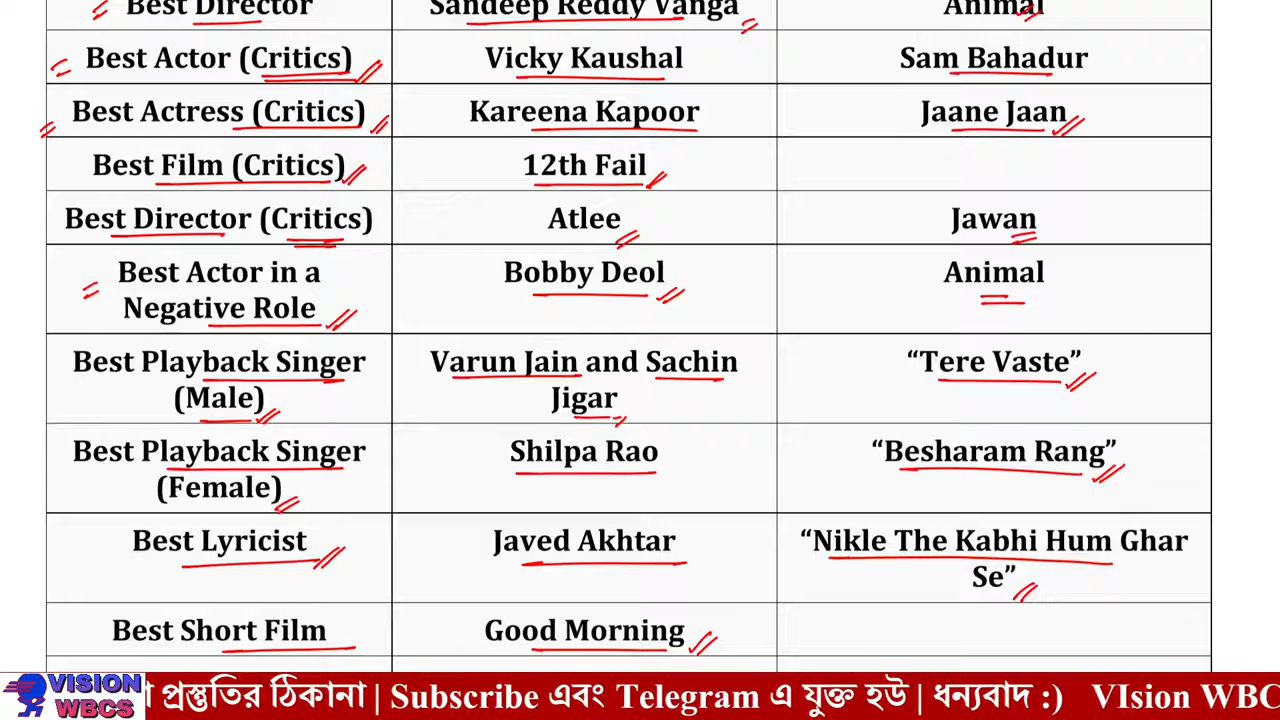 Best Director Sandeep Reddy Vanga Animal
Best Actor (Critics) Vicky Kaushal Sam Bahadur
Best Actress (Critics) Kareena Kapoor Jaane Jaan
Best Film (Critics) 12th Fail
Best Director (Critics) Atlee Jawan
Best Actor in a
Negative Role Bobby Deol Animal
Best Playback Singer
(Male) Varun Jain and Sachin
Jigar “Tere Vaste”
Best Playback Singer
(Female) Shilpa Rao “Besharam Rang”
Best Lyricist Javed Akhtar “Nikle The Kabhi Hum Ghar
Se”
Best Short Film Good Morning
VISION
WBCS
প্রস্তুতির ঠিকানা | Subscribe এবং Telegram এ যুক্ত হউ | ধন্যবাদ :) VIsion WBC